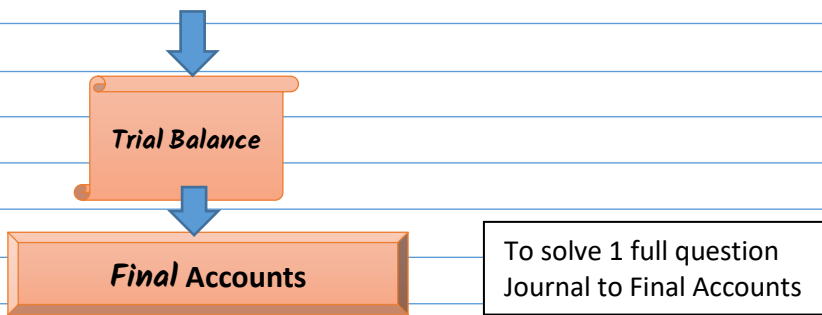 Trial Balance
Final Accounts
To solve 1 full question
Journal to Final Accounts